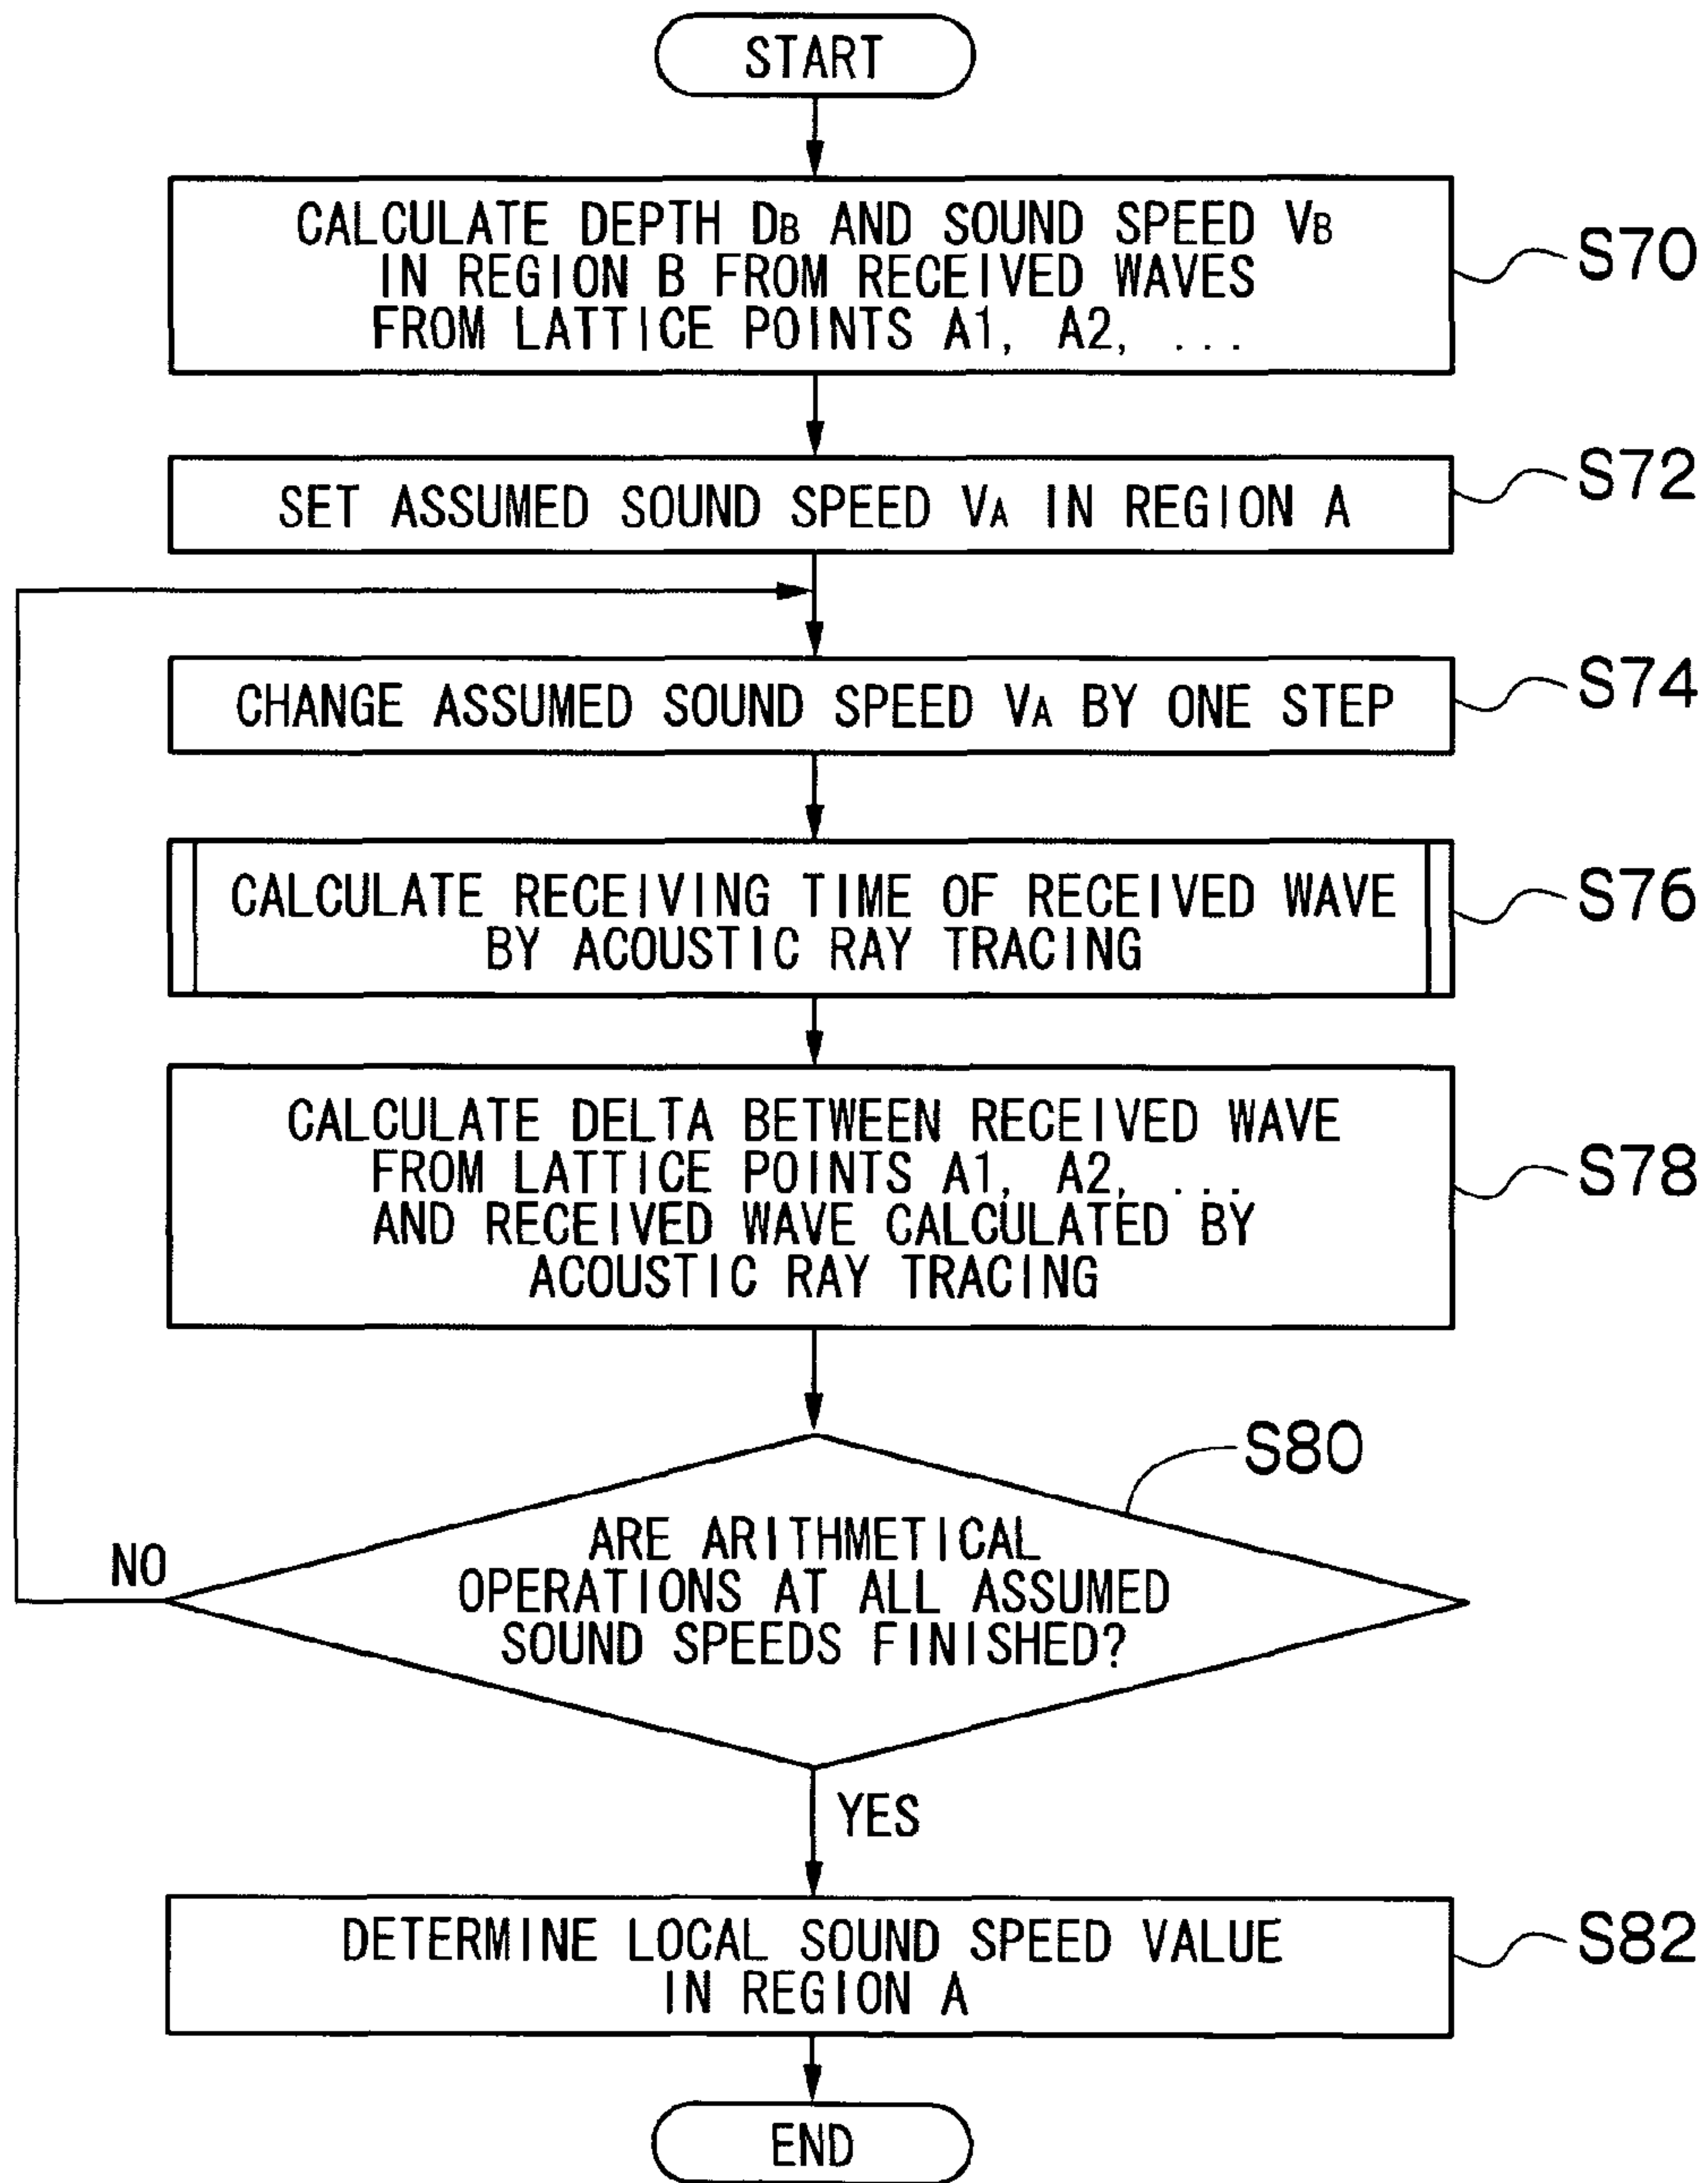 START
CALCULATE DEPTH DB AND SOUND SPEED VB
IN REGION B FROM RECEIVED WAVES
FROM LATTICE POINTS A1, A2, ...
S70
SET ASSUMED SOUND SPEED VA IN REGION A
S72
CHANGE ASSUMED SOUND SPEED VA BY ONE STEP
S74
CALCULATE RECEIVING TIME OF RECEIVED WAVE
BY ACOUSTIC RAY TRACING
S76
CALCULATE DELTA BETWEEN RECEIVED WAVE
FROM LATTICE POINTS A1, A2, ...
AND RECEIVED WAVE CALCULATED BY
ACOUSTIC RAY TRACING
S78
S80
ARE ARITHMETICAL
OPERATIONS AT ALL ASSUMED
SOUND SPEEDS FINISHED?
NO
YES
DETERMINE LOCAL SOUND SPEED VALUE
IN REGION A
S82
END